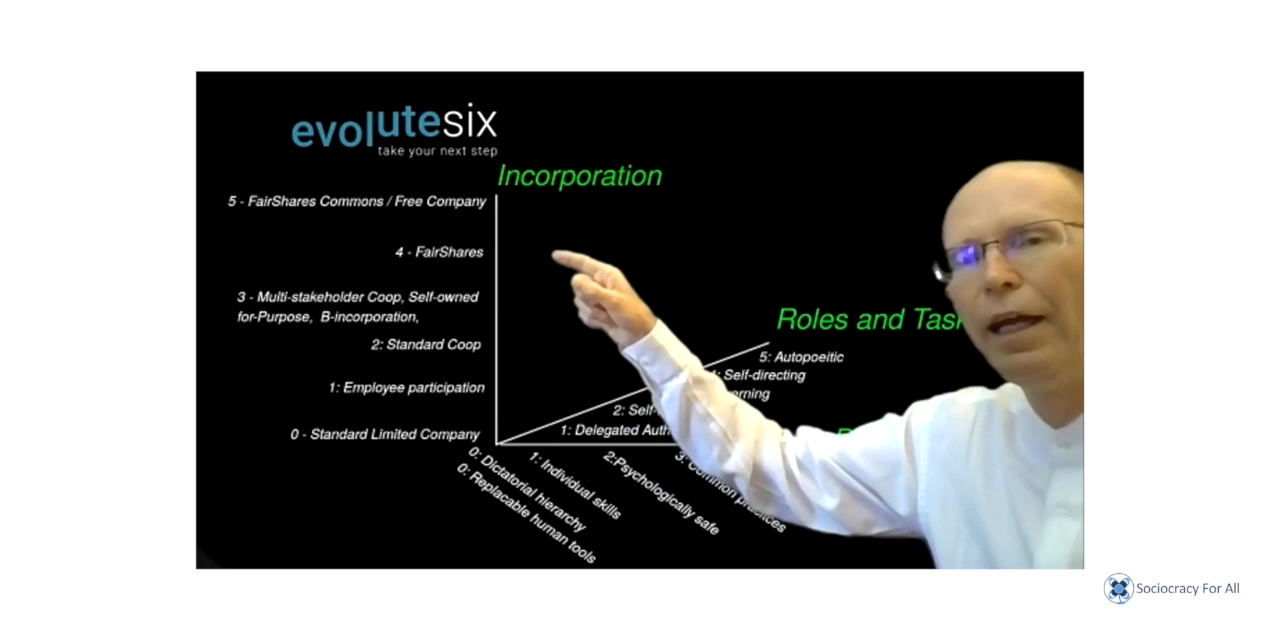 evolutesix
take your next step
Incorporation
5 - FairShares Commons / Free Company
4 - FairShares
3 - Multi-stakeholder Coop, Self-owned
for-Purpose, B-incorporation,
2: Standard Coop
1: Employee participation
0 - Standard Limited Company
Roles and Task
5: Autopoeitic
Self-directing
erning
2: Self-
1: Delegated Auth
0: Dictatorial hierarchy
0: Replacable human tools
1: Individual skills
2:Psychologically safe
3: Common practices
Sociocracy For All